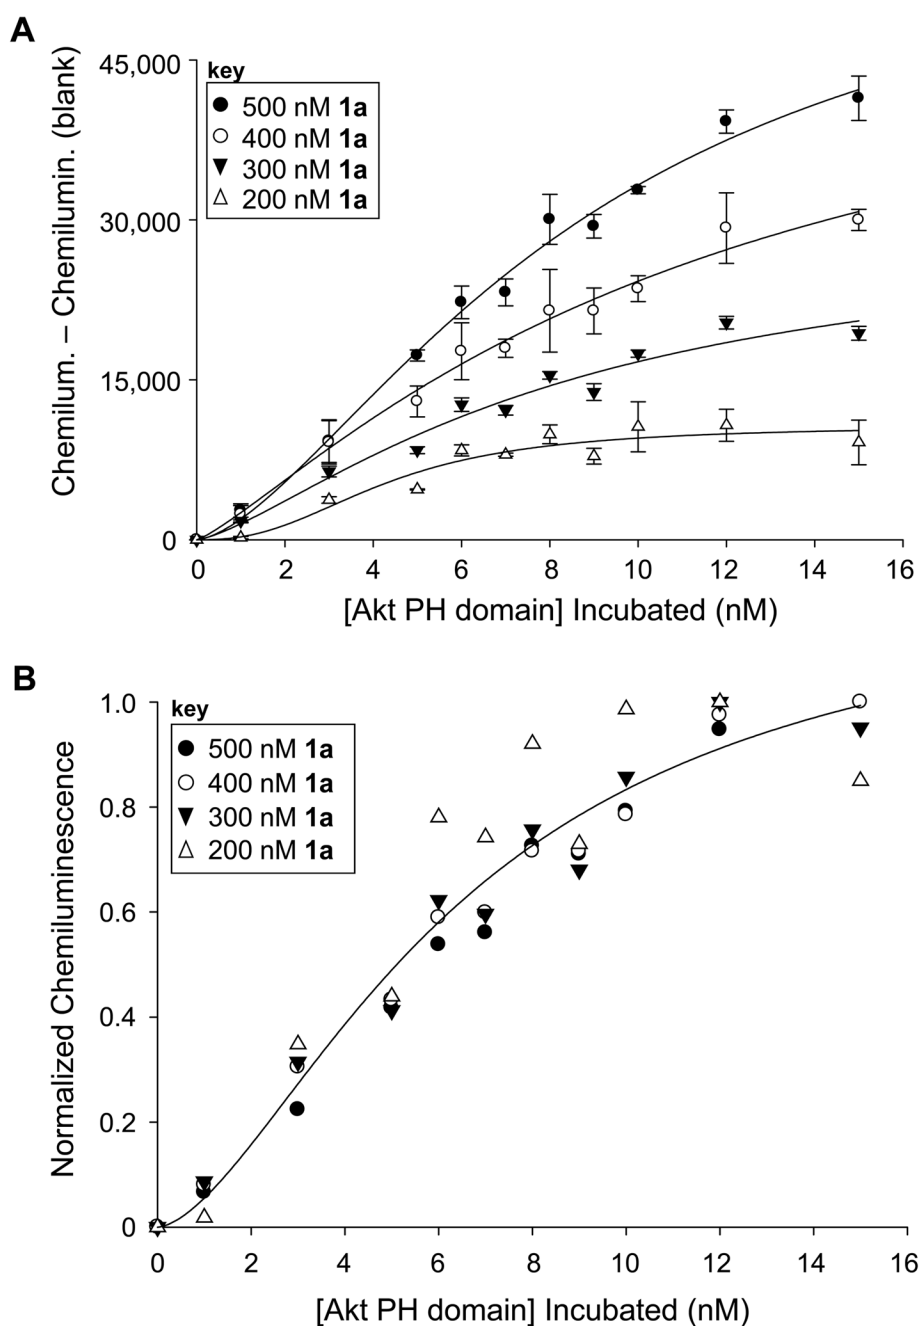 A
Chemilum. – Chemilumin. (blank)
45,000
30,000
15,000
0
key
500 nM 1a
400 nM 1a
300 nM 1a
200 nM 1a
0 2 4 6 8 10 12 14 16
[Akt PH domain] Incubated (nM)
B
Normalized Chemiluminescence
1.0
0.8
0.6
0.4
0.2
0
key
500 nM 1a
400 nM 1a
300 nM 1a
200 nM 1a
0 2 4 6 8 10 12 14 16
[Akt PH domain] Incubated (nM)